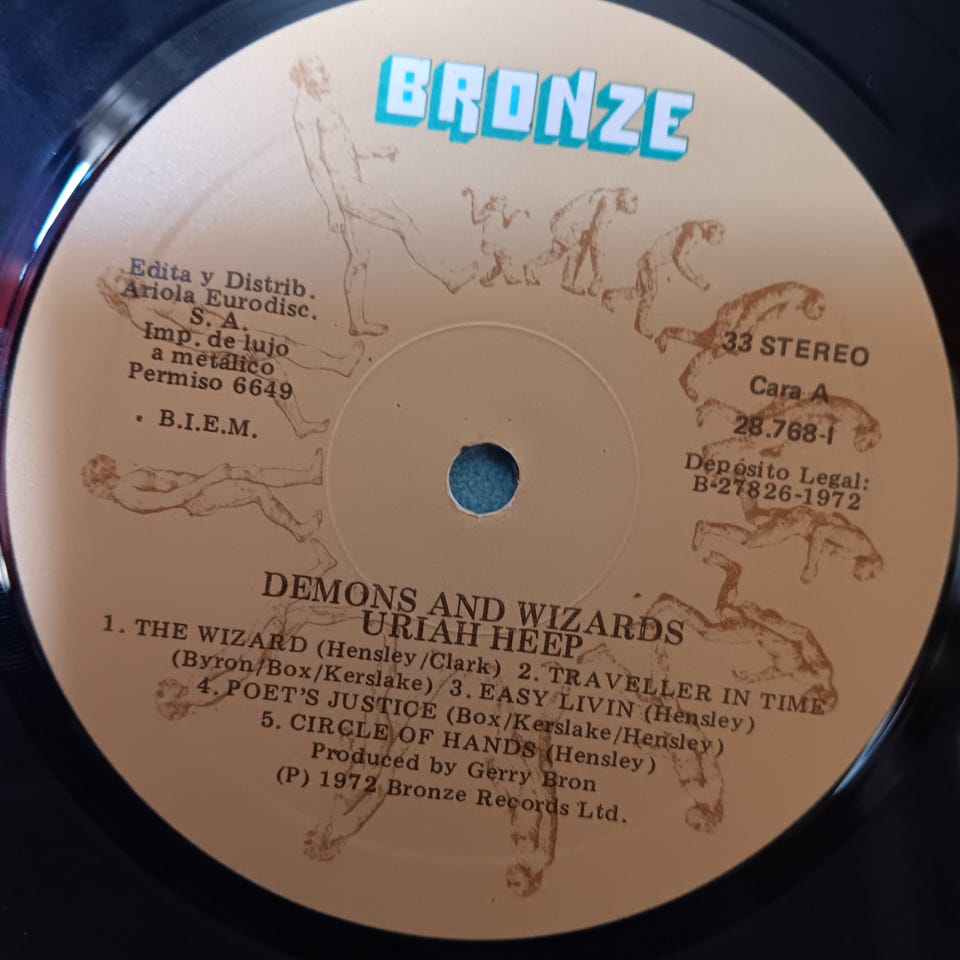 BRONZE
Edita y Distrib.
Ariola Eurodisc.
S. A.
Imp. de lujo
a metálico
Permiso 6649
B.I.E.M.
33 STEREO
Cara A
28.768-I
Depósito Legal:
B-27826-1972
DEMONS AND WIZARDS
URIAH HEEP
1. THE WIZARD (Hensley/Clark) 2. TRAVELLER IN TIME
(Byron/Box/Kerslake) 3. EASY LIVIN (Hensley)
4. POET'S JUSTICE (Box/Kerslake/Hensley)
5. CIRCLE OF HANDS (Hensley)
Produced by Gerry Bron
(P) 1972 Bronze Records Ltd.